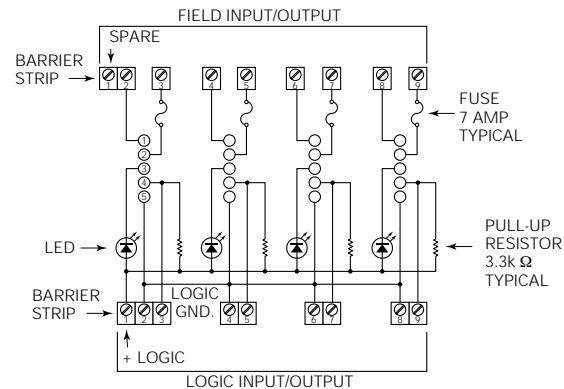 FIELD INPUT/OUTPUT
SPARE
BARRIER
STRIP
1 2 3 4 5 6 7 8 9
FUSE
7 AMP
TYPICAL
1
2
3
4
5
LED
PULL-UP
RESISTOR
3.3k Ω
TYPICAL
BARRIER
STRIP
LOGIC
GND.
1 2 3 4 5 6 7 8 9
+ LOGIC
LOGIC INPUT/OUTPUT